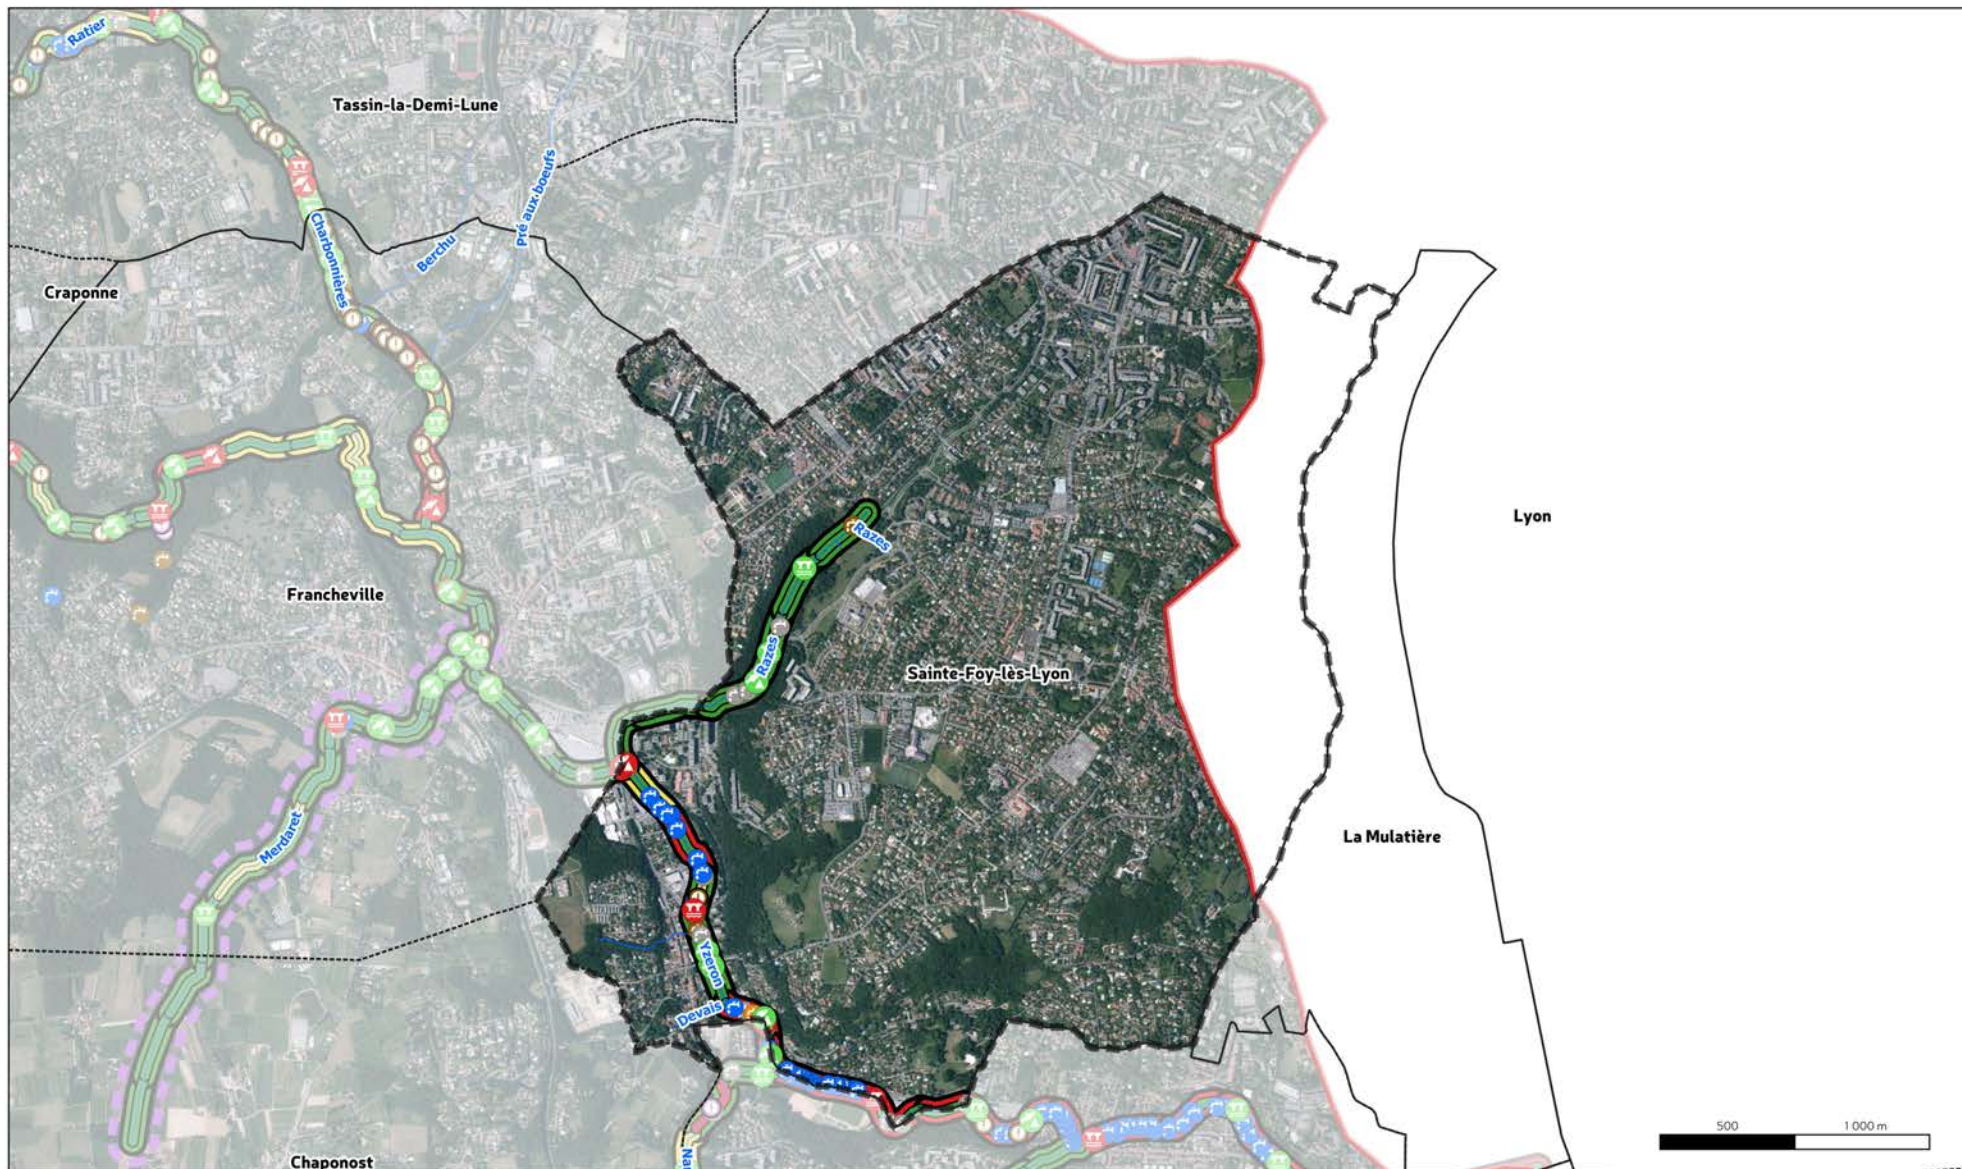 Ratier
Tassin-la-Demi-Lune
Pré aux boeufs
Charbonnières
Berchu
Craponne
Lyon
Razes
Francheville
Razes
Sainte-Foy-lès-Lyon
La Mulatière
Merdaret
Yzeron
Devais
500
1 000 m
Chaponost